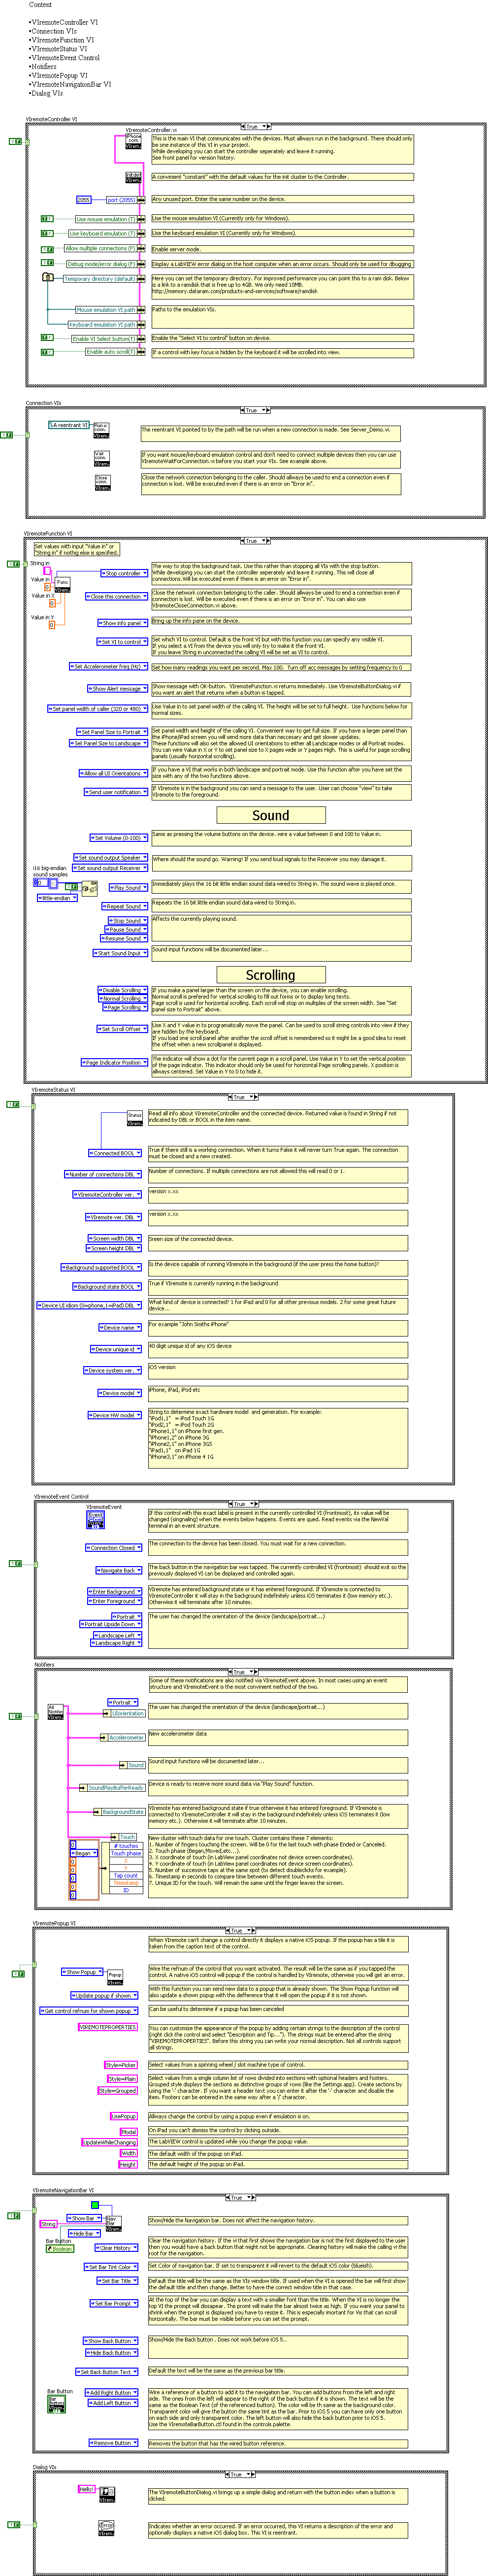 Content
•VIremoteController VI
•Connection VIs
•VIremoteFunction VI
•VIremoteStatus VI
•VIremoteEvent Control
•Notifiers
•VIremotePopup VI
•VIremoteNavigationBar VI
•Dialog VIs
VIremoteController VI
True
VIremoteController.vi
This is the main VI that communicates with the devices. Must allways run in the background. There should only
be one instance of this VI in your project.
While developing you can start the controller seperately and leave it running.
See front panel for version history.
A convinient "constant" with the default values for the init cluster to the Controller.
2055
port (2055)
Any unused port. Enter the same number on the device.
Use mouse emulation (T)
Use the mouse emulation VI (Currently only for Windows).
Use keyboard emulation (T)
Use the keyboard emulation VI (Currently only for Windows).
Allow multiple connections (F)
Enable server mode.
Debug mode/error dialog (F)
Display a LabVIEW error dialog on the host computer when an error occurs. Should only be used for dbugging
Temporary directory (default)
Here you can set the temporary directory. For improved performance you can point this to a ram disk. Below
is a link to a ramdisk that is free up to 4GB. We only need 10MB.
http://memory.dataram.com/products-and-services/software/ramdisk
Mouse emulation VI path
Paths to the emulation VIs.
Keyboard emulation VI path
Enable VI Select button(T)
Enable the "Select VI to control" button on device.
Enable auto scroll(T)
If a control with key focus is hidden by the keyboard it will be scrolled into view.
Connection VIs
True
A reentrant VI
The reentrant VI pointed to by the path will be run when a new connection is made. See Server_Demo.vi.
If you want mouse/keyboard emulation control and don't need to connect multiple devices then you can use
VIremoteWaitForConnection.vi before you start your VIs. See example above.
Close the network connection belonging to the caller. Should allways be used to end a connection even if
connection is lost. Will be executed even if there is an error on "Error in".
VIremoteFunction VI
True
Set values with input "Value in" or
"String in" if nothig else is specified.
String in
Value in
Value in X
Value in Y
Func.
Stop controller
The way to stop the background task. Use this rather than stopping all VIs with the stop button.
While developing you can start the controller seperately and leave it running. This will close all
connections.Will be executed even if there is an error on "Error in".
Close this connection
Close the network connection belonging to the caller. Should allways be used to end a connection even if
connection is lost. Will be executed even if there is an error on "Error in". You can also use
VIremoteCloseConnection.vi above.
Show info panel
Bring up the info pane on the device.
Set VI to control
Set witch VI to control. Default is the front VI but with this function you can specify any visible VI.
If you select a VI from the device you will only try to make it the front VI.
If you leave String in unconnected the calling VI will be set as VI to control.
Set Accelerometer freq (Hz)
Set how many readings you want per second. Max 100. Turn off acc messages by setting frequency to 0
Show Alert message
Show message with OK-button. VIremoteFunction.vi returns immediately. Use VIremoteButtonDialog.vi if
you want an alert that returns when a button is tapped.
Set panel width of caller (320 or 480)
Use Value in to set panel width of the calling VI. The height will be set to full height. Use functions below for
normal sizes.
Set Panel Size to Portrait
Set Panel Size to Landscape
Set panel width and height of the calling VI. Convenient way to get full size. If you have a larger panel than
the iPhone/iPad screen, you will send more data than neccesary and get slower updates.
These functions will also set the allowed UI orientations to either all Landscape modes or all Portrait modes.
You can wire Value in X or Y to set panel size to X pages wide or Y pages High. This is useful for scrolling
panels (usually horizontal scrolling).
Allow all UI Orientations
If you have a VI that works in both landscape and portrait mode. Use this function after you have set the
size with any of the two functions above.
Send user notification
If VIremote is in the background you can send a message to the user. User can choose "view" to take
VIremote to the foreground.
Sound
Set Volume (0-100)
Same as pressing the volume buttons on the device. wire a value between 0 and 100 to Value in.
Set sound output Speaker
Set sound output Receiver
Where should the sound go. Warning! If you send loud signals to the Receiver you may damage it.
i16 big-endian
sound samples
little-endian
Play Sound
Immediately plays the 16 bit little endian sound data wired to String in. The sound wave is played once.
Repeat Sound
Repeats the 16 bit little endian sound data wired to String in.
Stop Sound
Pause Sound
Resume Sound
Affects the currently playing sound.
Start Sound Input
Sound input functions will be documented later...
Scrolling
Disable Scrolling
Normal Scrolling
Page Scrolling
If you make a panel larger than the screen on the device, you can enable scrolling.
Normal scroll is prefered for vertical scrolling to fill out forms or to display long texts.
Page scroll is used for horizontal scrolling. Each scroll will stop on multiples of the screen width. See "Set
panel size to Portrait" above.
Set Scroll Offset
Use X and Y value in to programatically move the panel. Can be used to scroll string controls into view if they
are hidden by the keyboard.
If you load one scroll panel after another the scroll offset is remembered so it might be a good idea to reset
the offset when a new scrollpanel is displayed.
Page Indicator Position
The indicator will show a dot for the current page in a scroll panel. Use Value in Y to set the vertical position
of the page indicator. This indicator should only be used for horizontal Page Scrolling panels. X position is
always centered. Set Value in Y to 0 to hide it.
VIremoteStatus VI
True
Status
Read all info about VIremoteController and the connected device. Returned value is found in String if not
indicated by DBL or BOOL in the item name.
Connected BOOL
True if there still is a working connection. When it turns False it will never turn True again. The connection
must be closed and a new created.
Number of connections DBL
Number of connections. If multiple connections are not allowed this will read 0 or 1.
VIremoteController ver.
version x.xx
VIremote ver. DBL
version x.xx
Screen width DBL
Screen height DBL
Sreen size of the connected device.
Background supported BOOL
Is the device capable of running VIremote in the background (if the user press the home button)?
Background state BOOL
True if VIremote is currently running in the background
Device UI idiom (0=phone,1=iPad) DBL
What kind of device is connected? 1 for iPad and 0 for all other previous models. 2 for some great future
device...
Device name
For example "John Smiths iPhone"
Device unique id
40 digit unique id of any iOS device
Device system ver.
iOS version
Device model
iPhone, iPad, iPod etc
Device HW model
String to determine exact hardware model and generation. For example:
"iPod1,1" = iPod Touch 1G
"iPod2,1" = iPod Touch 2G
"iPhone1,1" on iPhone first gen.
"iPhone1,2" on iPhone 3G
"iPhone2,1" on iPhone 3GS
"iPad1,1" on iPad 1G
"iPhone3,1" on iPhone 4 1G
VIremoteEvent Control
True
VIremoteEvent
If this control with this exact label is present in the currently controlled VI (frontmost), its value will be
changed (signaling) when the events below happen. Events are qued. Read events via the NewVal
terminal in an event structure.
Connection Closed
The connection to the device has been closed. You must wait for a new connection.
Navigate Back
The back button in the navigation bar was tapped. The currently controlled VI (frontmost) should exit so the
previously displayed VI can be displayed and controlled again.
Enter Background
Enter Foreground
VIremote has entered background state or it has entered foreground. If VIremote is connected to
VIremoteController it will stay in the background indefinitely unless iOS terminates it (low memory etc.).
Otherwise it will terminate after 10 minutes.
Portrait
Portrait Upside Down
Landscape Left
Landscape Right
The user has changed the orientation of the device (landscape/portrait...)
Notifiers
True
Some of these notifications are also notified via VIremoteEvent above. In most cases using an event
structure and VIremoteEvent is the most convinient method of the two.
Portrait
UIorientation
The user has changed the orientation of the device (landscape/portrait...)
Accelerometer
New accelerometer data
Sound
Sound input functions will be documented later...
SoundPlayBufferReady
Device is ready to receive more sound data via "Play Sound" function.
BackgroundState
VIremote has entered background state if true otherwise it has entered foreground. If VIremote is
connected to VIremoteController it will stay in the background indefinitely unless iOS terminates it (low
memory etc.). Otherwise it will terminate after 10 minutes.
Touch
# touches
Began
Touch phase
Tap count
Timestamp
ID
New cluster with touch data for one touch. Cluster contains these 7 elements:
1. Number of fingers touching the screen. Will be 0 only for the last touch with phase Ended or Canceled.
2. Touch phase (Began,Moved,etc...).
3. X coordinate of touch (in LabView panel coordinates not device screen coordinates).
4. Y coordinate of touch (in LabView panel coordinates not device screen coordinates).
5. Number of successive taps at the same spot (to detect doubleclicks for example).
6. Timestamp in seconds to compare time between different touch events.
7. Unique ID for the touch. Will remain the same until the finger leaves the screen.
VIremotePopup VI
True
When VIremote can't change a control directly it displays a native iOS popup. If the popup has a title it is
taken from the caption text of the control.
Show Popup
Popup
Wire the refnum of the control that you want activated. The result will be the same as if you tapped the
control. A native iOS control will popup if the control is handled by VIremote, otherwise you will get an error.
Update popup if shown
With this function you can send new data to a popup that is already shown. The Show Popup function will
also update a shown popup with the defference that it will open the popup if it is not shown.
Get control refnum for shown popup
Can be useful to determine if a popup has been canceled
VIREMOTEPROPERTIES
You can customize the appearance of the popup by adding certain strings to the description of the control
(right click the control and select "Decription and Tip..."). The strings must be entered after the string
"VIREMOTEPROPERTIES". Before this string you can write your normal description. Not all controls support
all strings.
Style=Picker
Select values from a spinning wheel / slot machine type of control.
Style=Plain
Style=Grouped
Select values from a single column list of rows divided into sections with optional headers and footers.
Grouped style displays the sections as distinctive groups of rows (like the Settings app). Create sections by
using the '-' character. If you want a header text you can enter it after the '-' character and disable the
item. Footers can be entered in the same way after a '/' character.
UsePopup
Allways change the control by using a popup even if emulation is on.
Modal
On iPad you can't dismiss the control by clicking outside.
UpdateWhileChanging
The LabVIEW control is updated while you change the popup value.
Width
The default width of the popup on iPad.
Height
The default height of the popup on iPad.
VIremoteNavigationBar VI
True
String
Show Bar
Nav. Bar
Show/Hide the Navigation bar. Does not affect the navigation history.
Hide Bar
Bar Button
Boolean
Clear History
Clear the navigation history. If the vi that first shows the navigation bar is not the first displayed to the user
then you would have a back button that might not be appropriate. Clearing history will make the calling vi the
root for the navigation.
Set Bar Tint Color
Set Color of navigation bar. If set to transparent it will revert to the default iOS color (blueish).
Set Bar Title
Default the title will be the same as the VIs window title. If used when the VI is opened the bar will first show
the default title and then change. Better to have the correct window title in that case.
Set Bar Prompt
At the top of the bar you can display a text with a smaller font than the title. When the VI is no longer the
top VI the prompt will disappear. The prompt will make the bar almost twice as high. If you want your panel to
shrink when the prompt is displayed you have to resize it. This is especially imortant for Vis that can scroll
horizontally. The bar must be visible before you can set the prompt.
Show Back Button
Hide Back Button
Show/Hide the Back button . Does not work before iOS 5..
Set Back Button Text
Default the text will be the same as the previous bar title.
Bar Button
Add Right Button
Add Left Button
Wire a reference of a button to add it to the navigation bar. You can add buttons from the left and right
side. The ones from the left will appear to the right of the back button if it is shown. The text will be the
same as the Boolean Text (of the referenced button). The color will be th same as the background color.
Transparent color will give the button the same tint as the bar. Prior to iOS 5 you can have only one button
on each side and only transparent color. The left button will also hide the back button prior to iOS 5.
Use the VIremoteBarButton.ctl found in the controls palette.
Remove Button
Removes the button that has the wired button reference.
Dialog VIs
True
Hello!
The VIremoteButtonDialog.vi brings up a simple dialog and return with the button index when a button is
clicked.
Error
Indicates whether an error occurred. If an error occurred, this VI returns a description of the error and
optionally displays a native iOS dialog box. This VI is reentrant.